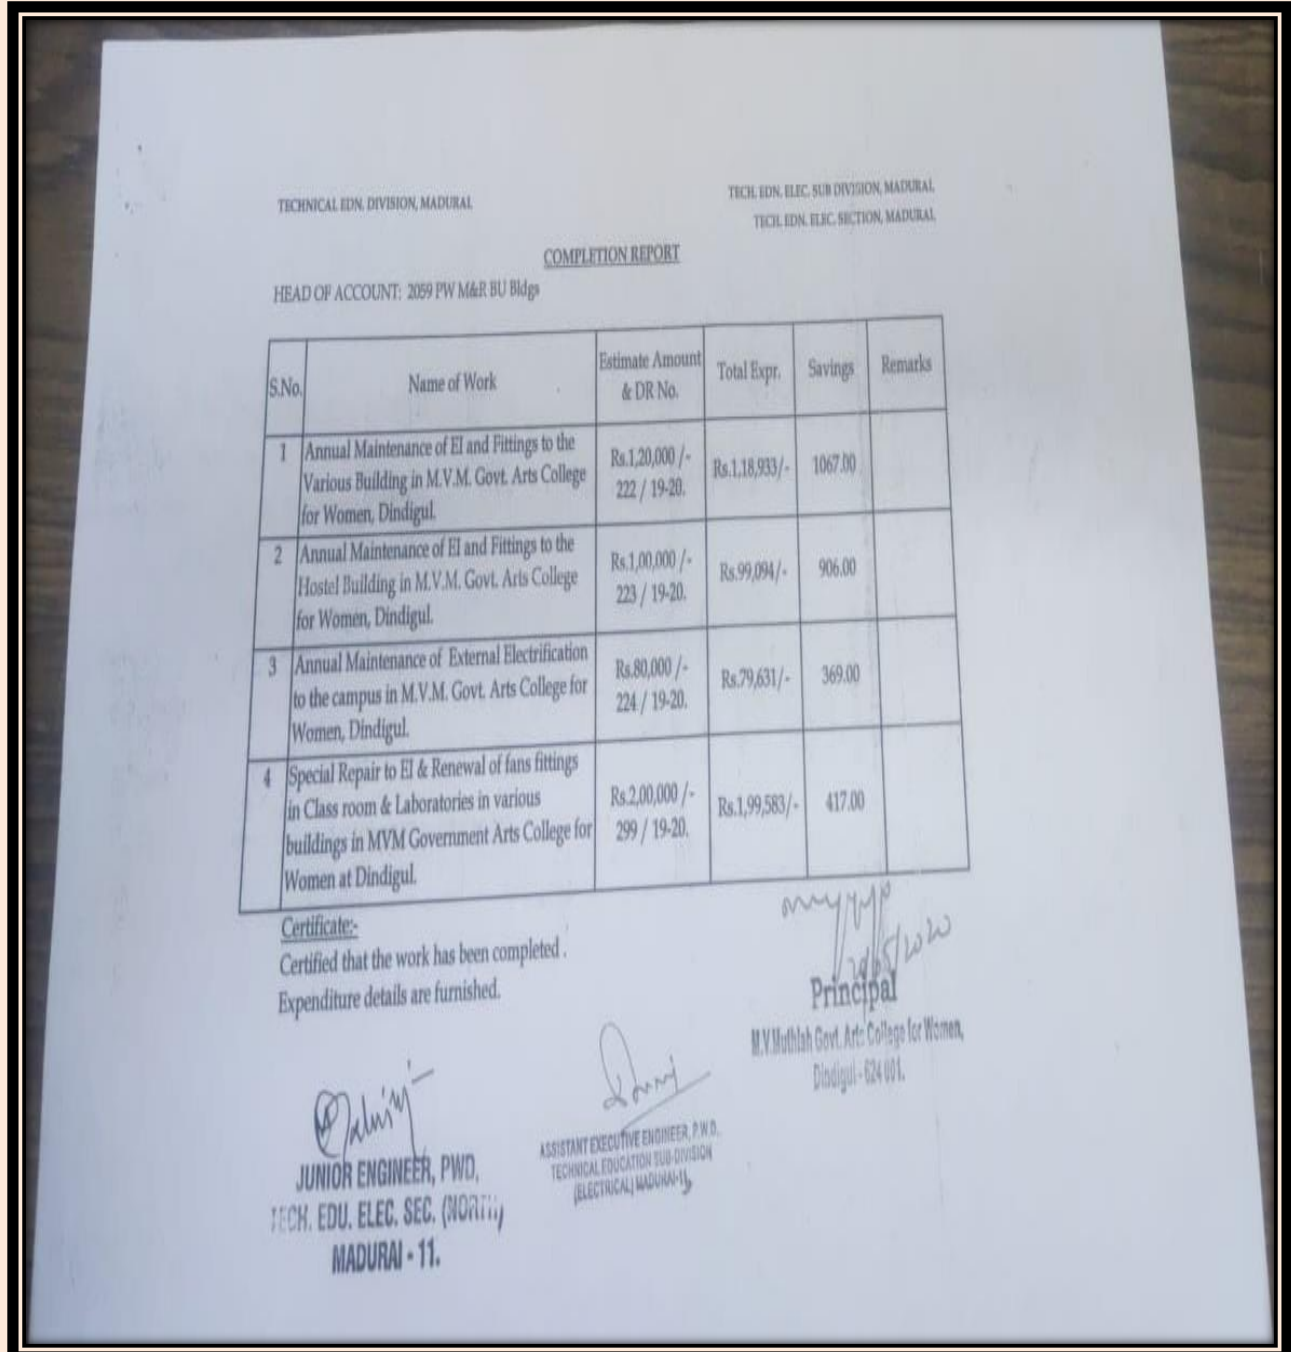 TECHNICAL EDN. DIVISION, MADURAI.
TECH. EDN. ELEC. SUB DIVISION, MADURAI.
TECH. EDN. ELEC. SECTION, MADURAI.
COMPLETION REPORT
HEAD OF ACCOUNT: 2059 PW M&R BU Bldgs
S.No. Name of Work Estimate Amount & DR No. Total Expr. Savings Remarks
1 Annual Maintenance of EI and Fittings to the
Various Building in M.V.M. Govt. Arts College
for Women, Dindigul.
Rs.1,20,000 /-
222 / 19-20.
Rs.1,18,933/-
1067.00
2 Annual Maintenance of EI and Fittings to the
Hostel Building in M.V.M. Govt. Arts College
for Women, Dindigul.
Rs.1,00,000 /-
223 / 19-20.
Rs.99,094/-
906.00
3 Annual Maintenance of External Electrification
to the campus in M.V.M. Govt. Arts College for
Women, Dindigul.
Rs.80,000 /-
224 / 19-20.
Rs.79,631/-
369.00
4 Special Repair to EI & Renewal of fans fittings
in Class room & Laboratories in various
buildings in MVM Government Arts College for
Women at Dindigul.
Rs.2,00,000 /-
299 / 19-20.
Rs.1,99,583/-
417.00
Certificate:-
Certified that the work has been completed .
Expenditure details are furnished.
Principal
M.V.Muthiah Govt. Arts College for Women,
Dindigul - 624 001.
JUNIOR ENGINEER, PWD,
TECH. EDU. ELEC. SEC. (NORTH)
MADURAI - 11.
ASSISTANT EXECUTIVE ENGINEER, P.W.D.
TECHNICAL EDUCATION SUB-DIVISION
(ELECTRICAL) MADURAI-11